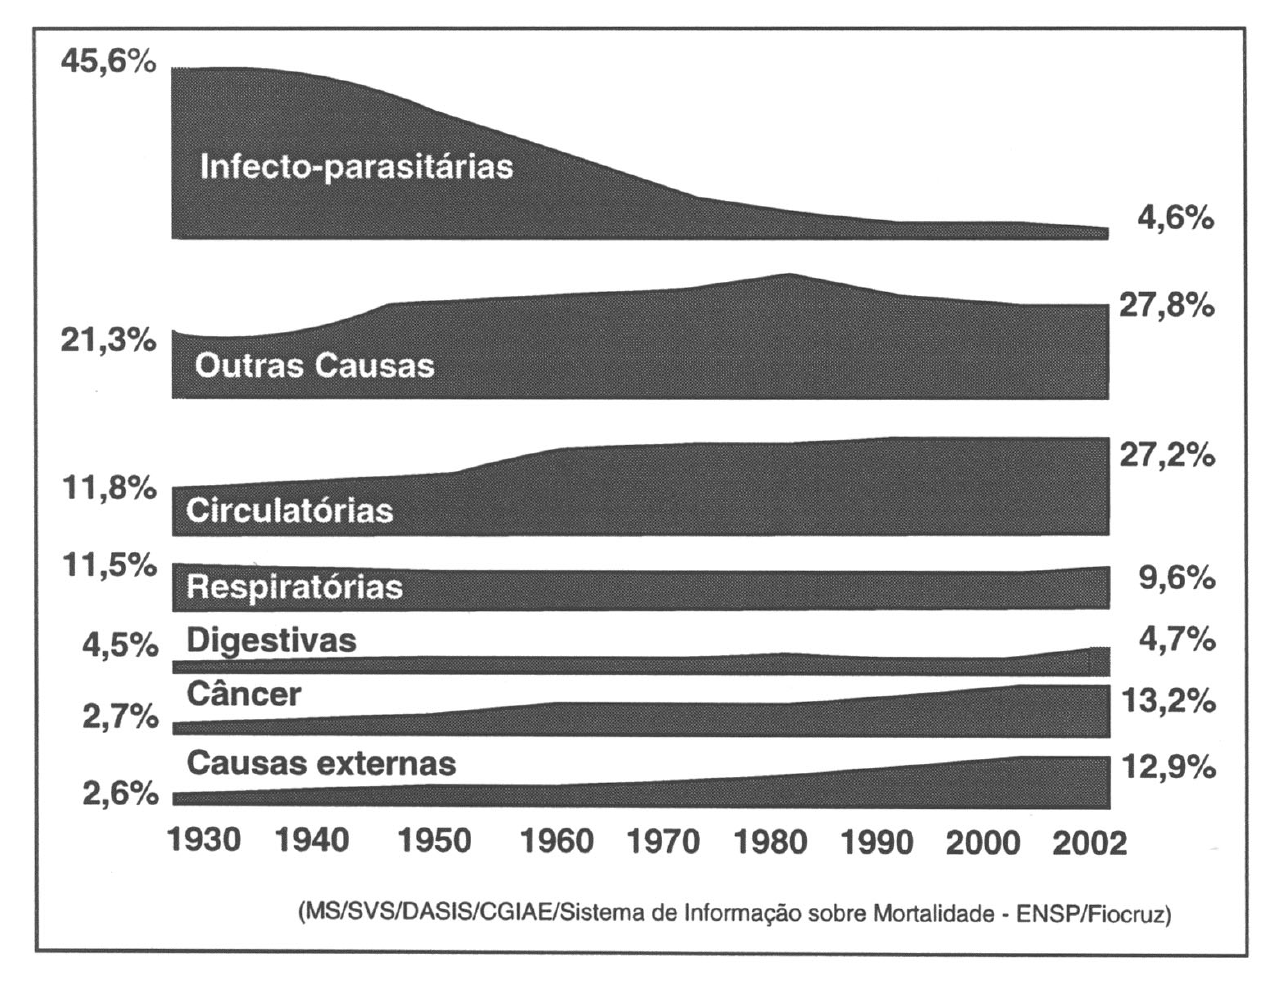 45,6%
Infecto-parasitárias
4,6%
21,3%
Outras Causas
27,8%
11,8%
Circulatórias
27,2%
11,5%
Respiratórias
9,6%
4,5%
Digestivas
4,7%
2,7%
Câncer
13,2%
2,6%
Causas externas
12,9%
1930 1940 1950 1960 1970 1980 1990 2000 2002
(MS/SVS/DASIS/CGIAE/Sistema de Informação sobre Mortalidade - ENSP/Fiocruz)